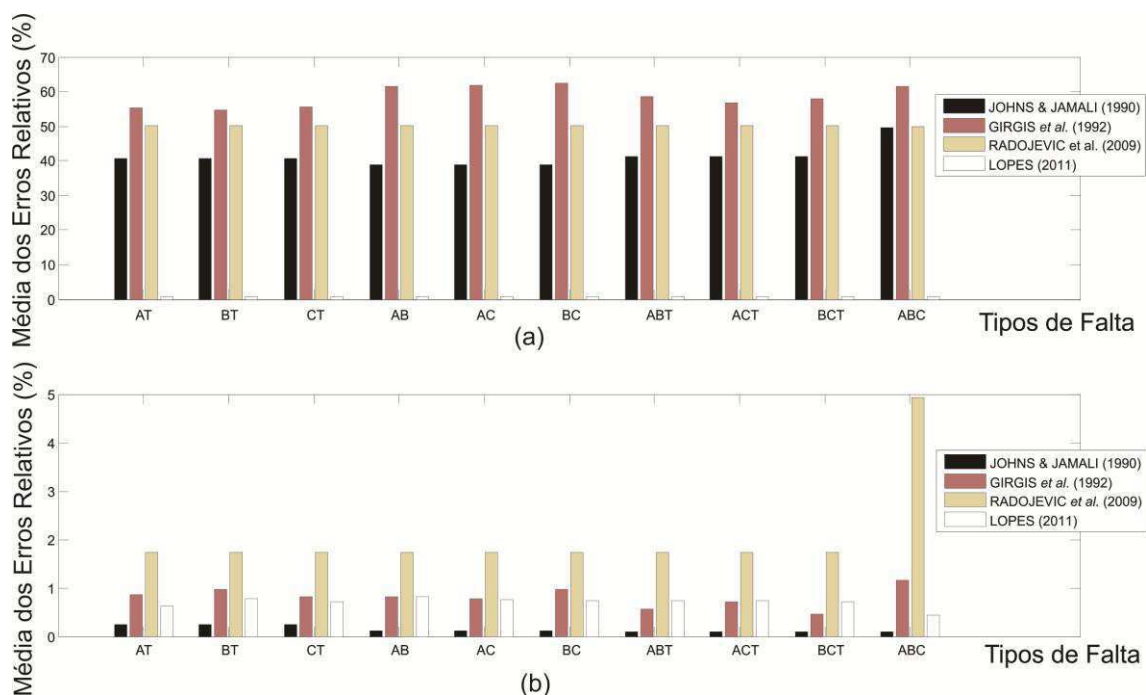 Média dos Erros Relativos (%)
70
60
50
40
30
20
10
0
AT BT CT AB AC BC ABT ACT BCT ABC
Tipos de Falta
JOHNS & JAMALI (1990)
GIRGIS et al. (1992)
RADOJEVIC et al. (2009)
LOPES (2011)
(a)
Média dos Erros Relativos (%)
5
4
3
2
1
0
AT BT CT AB AC BC ABT ACT BCT ABC
Tipos de Falta
JOHNS & JAMALI (1990)
GIRGIS et al. (1992)
RADOJEVIC et al. (2009)
LOPES (2011)
(b)